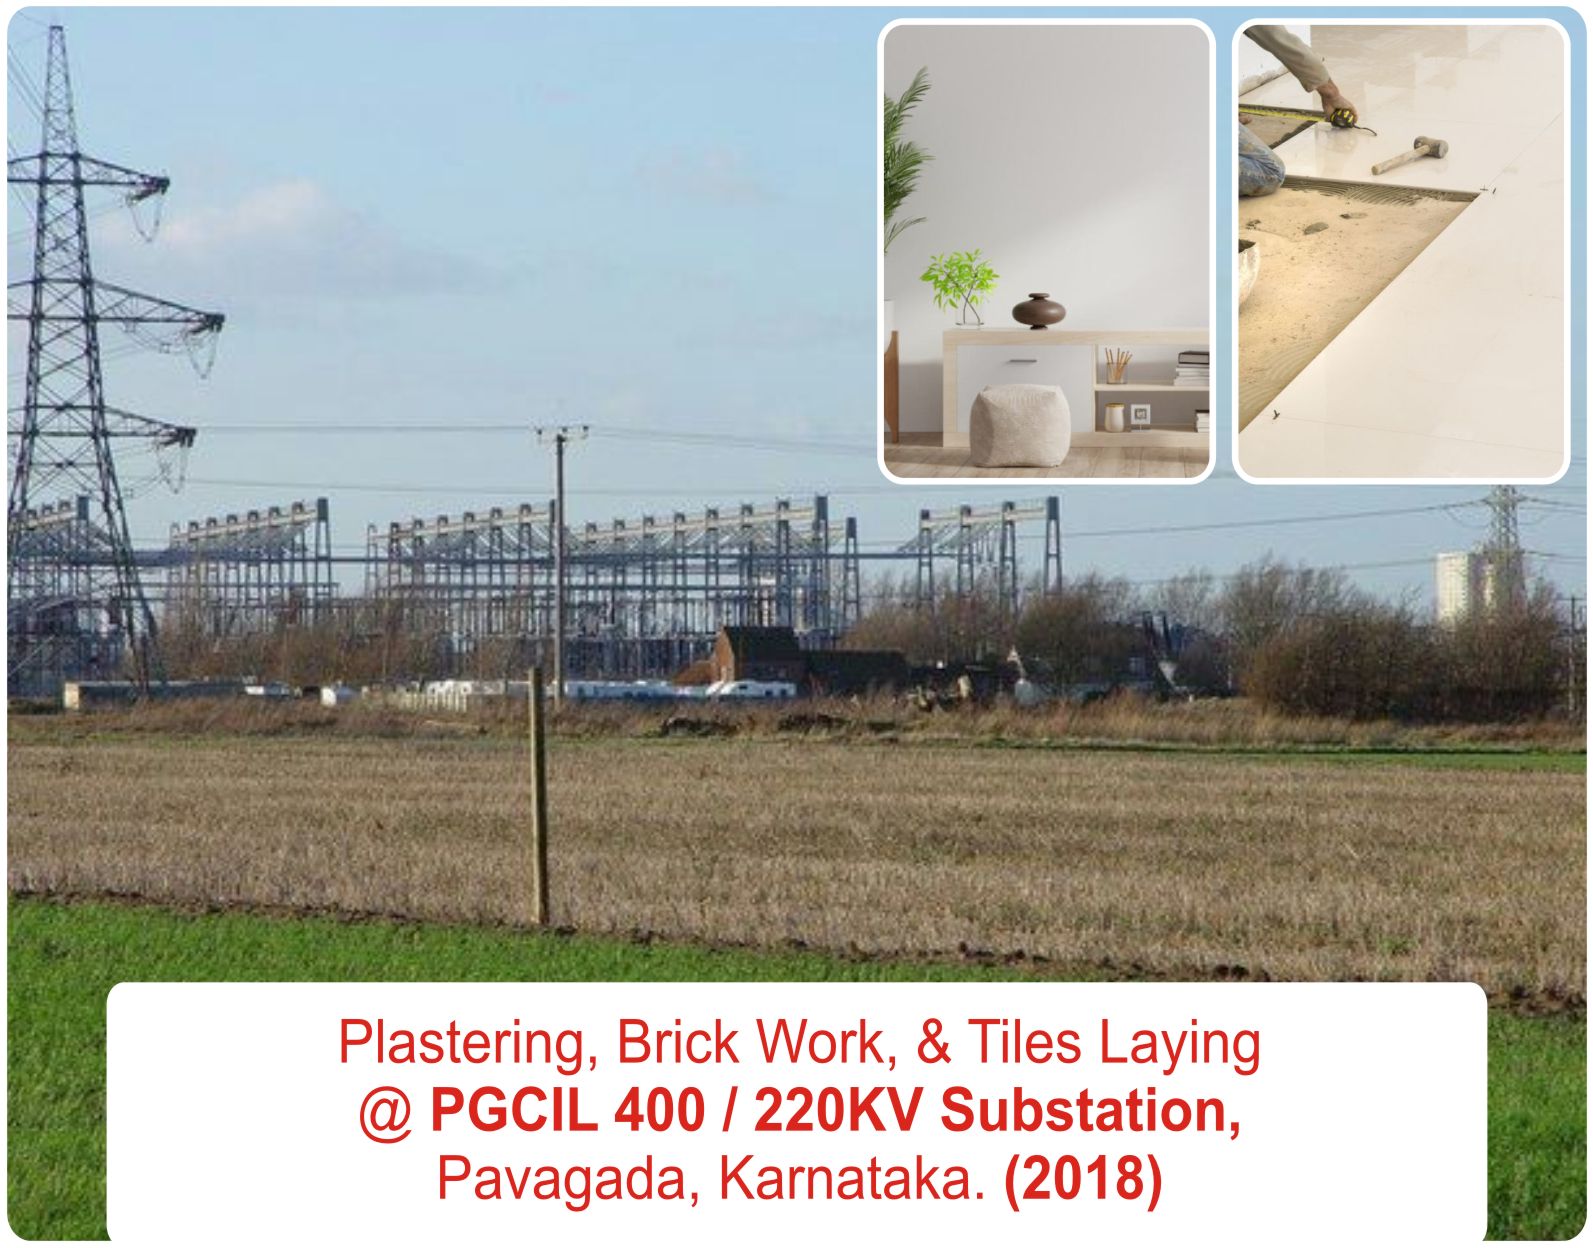 Plastering, Brick Work, & Tiles Laying
@ PGCIL 400 / 220KV Substation,
Pavagada, Karnataka. (2018)